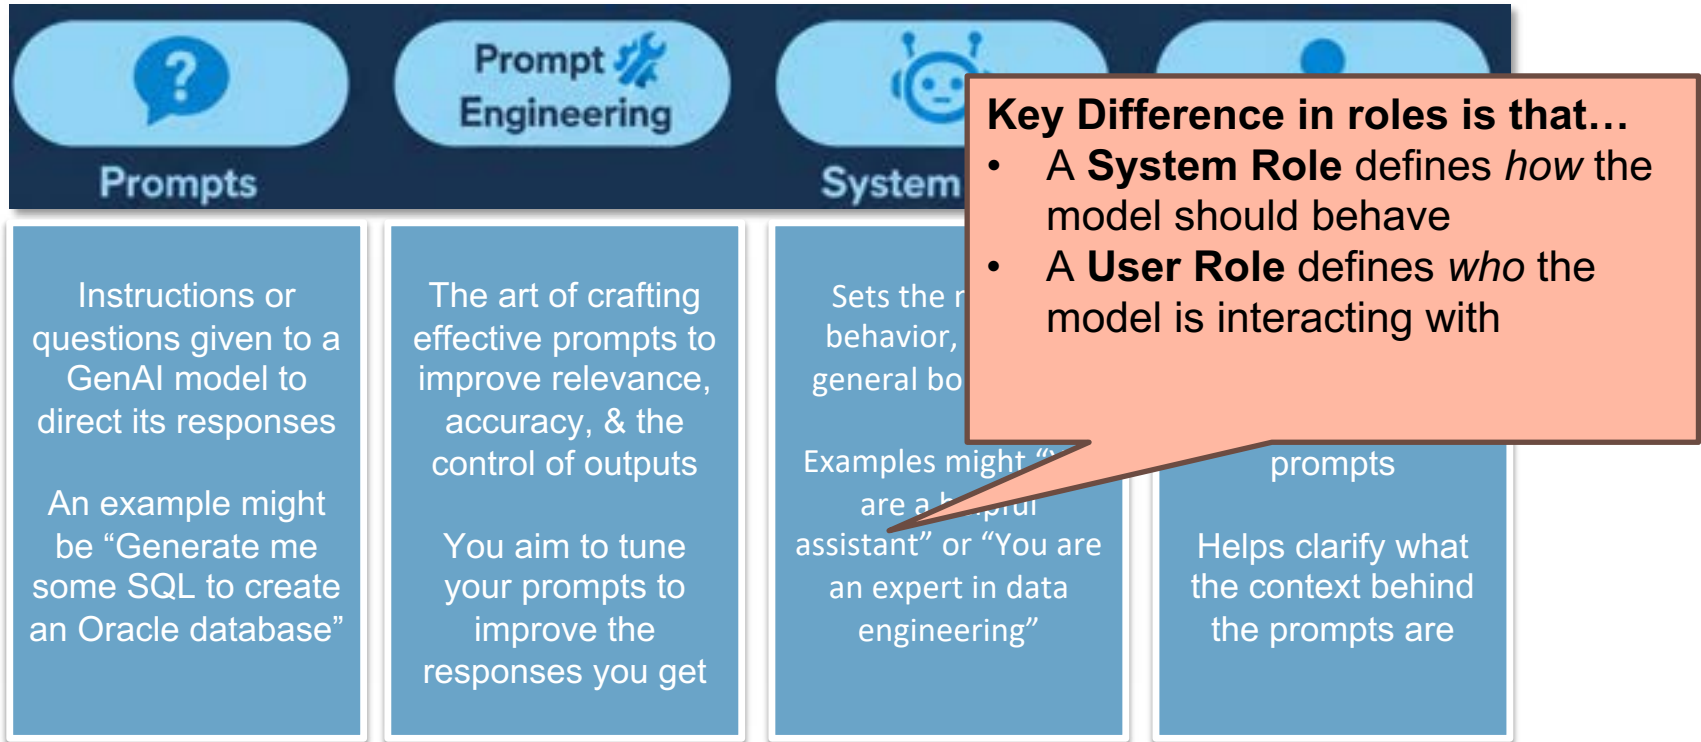 Prompt
Engineering
Prompts
System
Key Difference in roles is that…
• A System Role defines how the
model should behave
• A User Role defines who the
model is interacting with
Instructions or
questions given to a
GenAI model to
direct its responses
An example might
be “Generate me
some SQL to create
an Oracle database”
The art of crafting
effective prompts to
improve relevance,
accuracy, & the
control of outputs
You aim to tune
your prompts to
improve the
responses you get
Sets the
behavior,
general
Examples might
are a helpful
assistant” or “You are
an expert in data
engineering”
prompts
Helps clarify what
the context behind
the prompts are